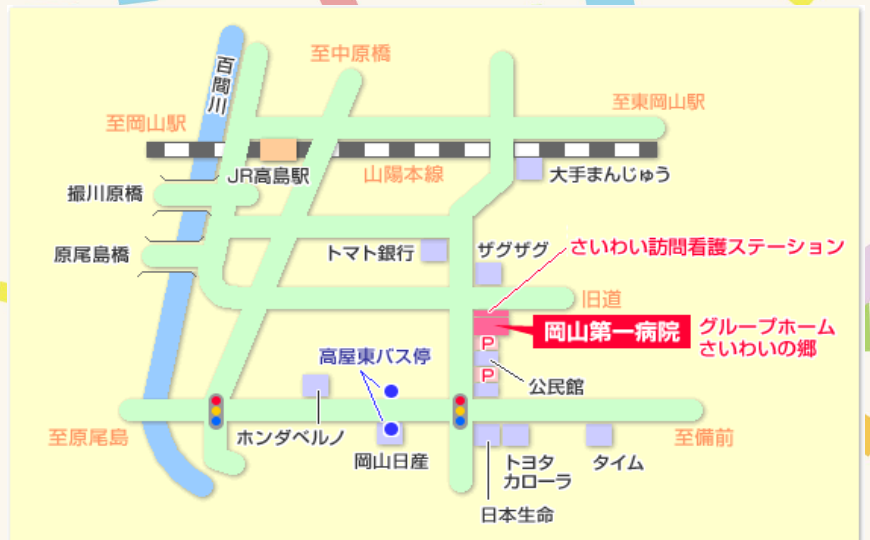 至中原橋
百間川
至東岡山駅
至岡山駅
JR高島駅
山陽本線
大手まんじゅう
撮川原橋
原尾島橋
トマト銀行
ザグザグ
さいわい訪問看護ステーション
旧道
岡山第一病院
グループホーム
さいわいの郷
P
高屋東バス停
P
公民館
至原尾島
ホンダベルノ
至備前
岡山日産
トヨタ
カローラ
タイム
日本生命